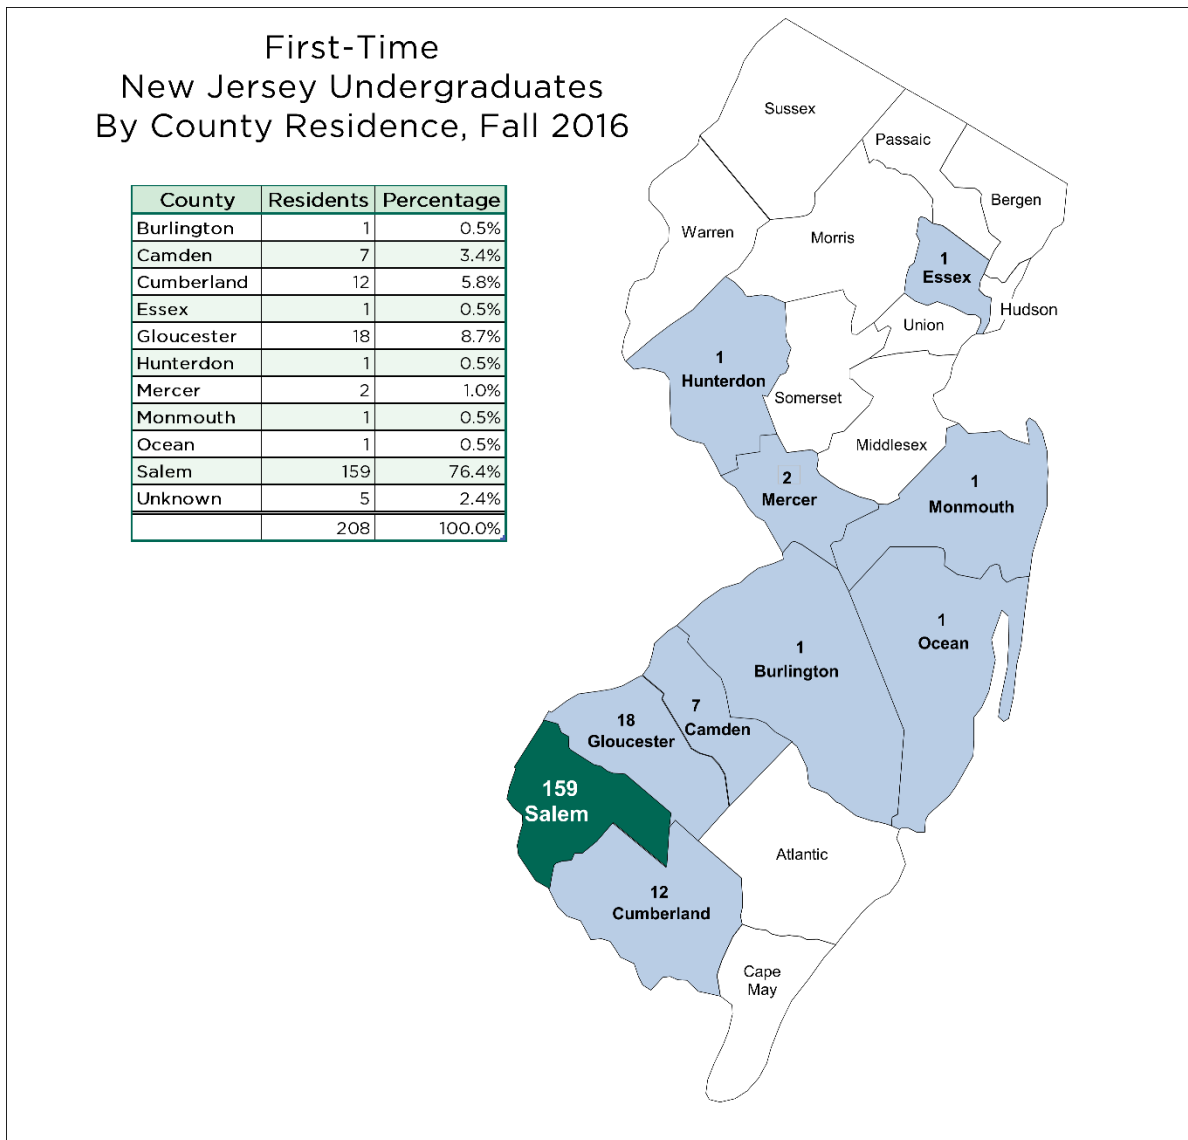 First-Time
New Jersey Undergraduates
By County Residence, Fall 2016
County Residents Percentage
Burlington 1 0.5%
Camden 7 3.4%
Cumberland 12 5.8%
Essex 1 0.5%
Gloucester 18 8.7%
Hunterdon 1 0.5%
Mercer 2 1.0%
Monmouth 1 0.5%
Ocean 1 0.5%
Salem 159 76.4%
Unknown 5 2.4%
208 100.0%
Sussex
Passaic
Bergen
Warren
Morris
1
Essex
Hudson
Union
1
Hunterdon
Somerset
Middlesex
2
Mercer
1
Monmouth
1
Ocean
1
Burlington
7
Camden
18
Gloucester
159
Salem
Atlantic
12
Cumberland
Cape
May